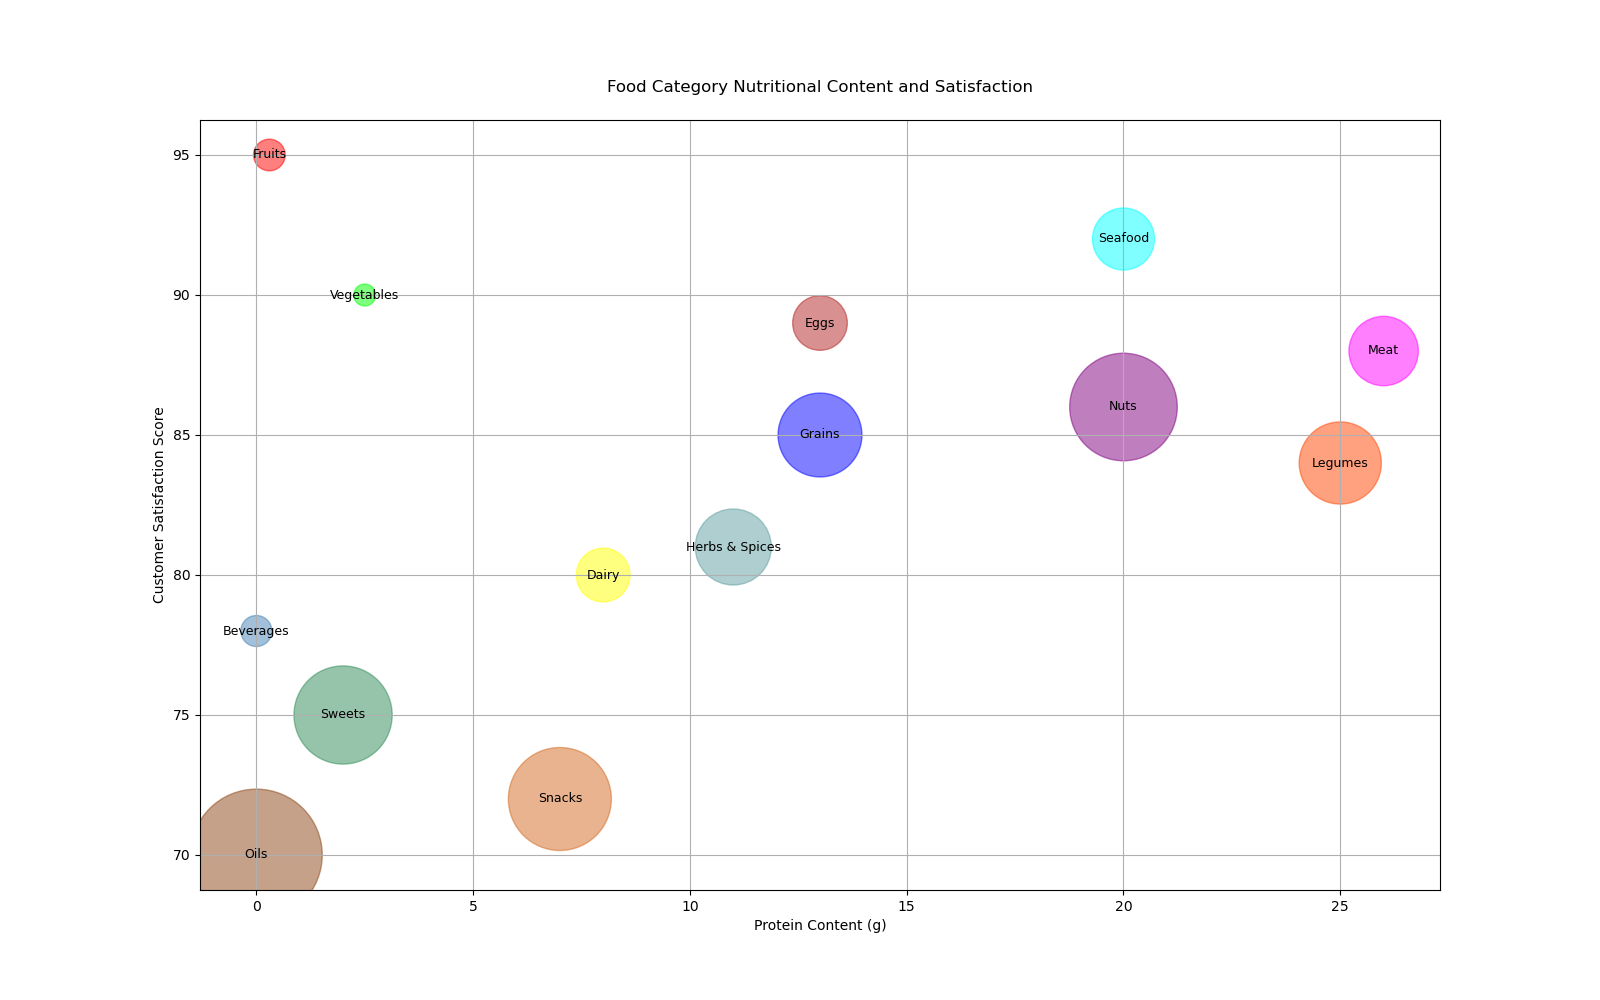 Food Category Nutritional Content and Satisfaction
Customer Satisfaction Score
95
90
85
80
75
70
Fruits
Seafood
Vegetables
Eggs
Meat
Nuts
Grains
Legumes
Herbs & Spices
Dairy
Beverages
Sweets
Snacks
Oils
0 5 10 15 20 25
Protein Content (g)